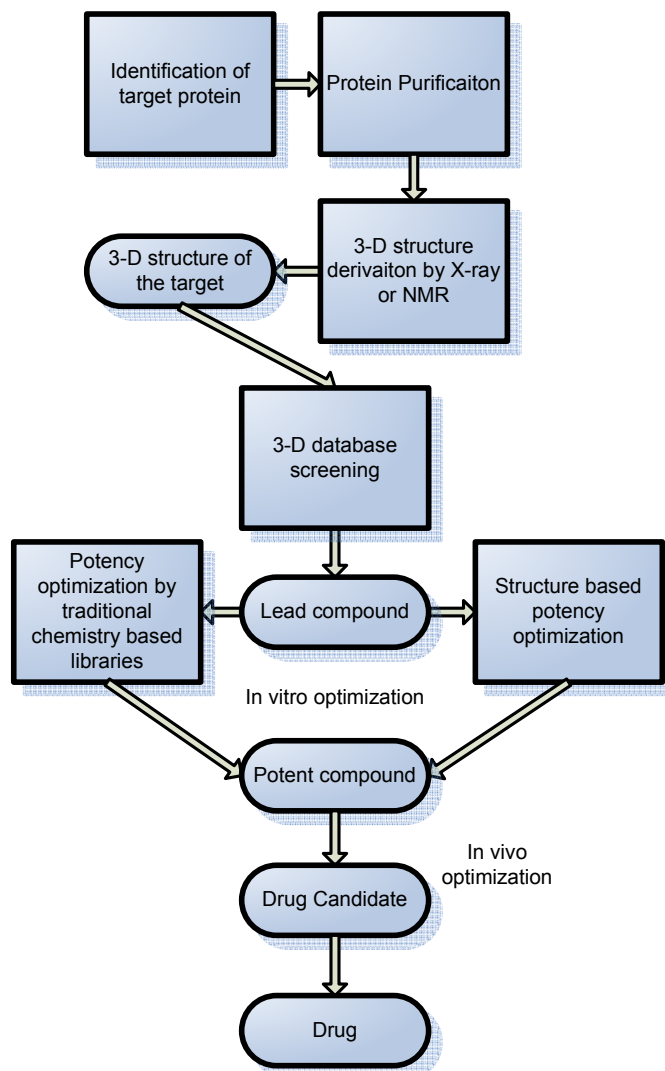 Identification of
target protein
Protein Purificaiton
3-D structure
derivaiton by X-ray
or NMR
3-D structure of
the target
3-D database
screening
Potency
optimization by
traditional
chemistry based
libraries
Lead compound
Structure based
potency
optimization
In vitro optimization
Potent compound
In vivo
optimization
Drug Candidate
Drug